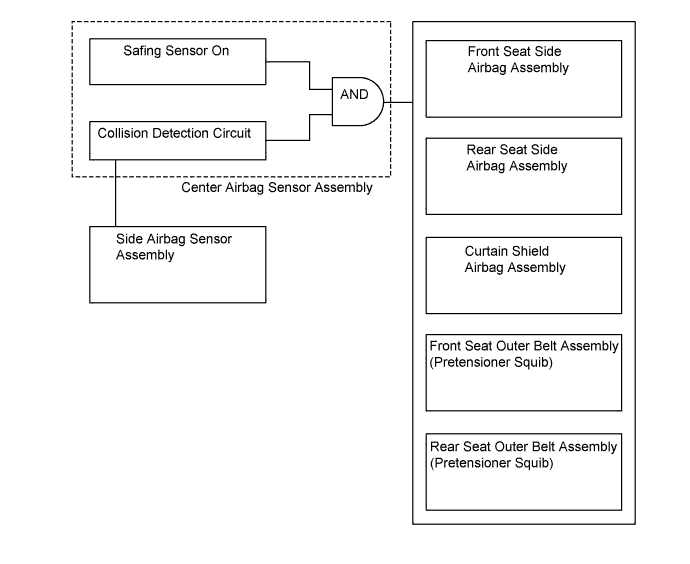 Safing Sensor On
AND
Collision Detection Circuit
Center Airbag Sensor Assembly
Side Airbag Sensor
Assembly
Front Seat Side
Airbag Assembly
Rear Seat Side
Airbag Assembly
Curtain Shield
Airbag Assembly
Front Seat Outer Belt Assembly
(Pretensioner Squib)
Rear Seat Outer Belt Assembly
(Pretensioner Squib)